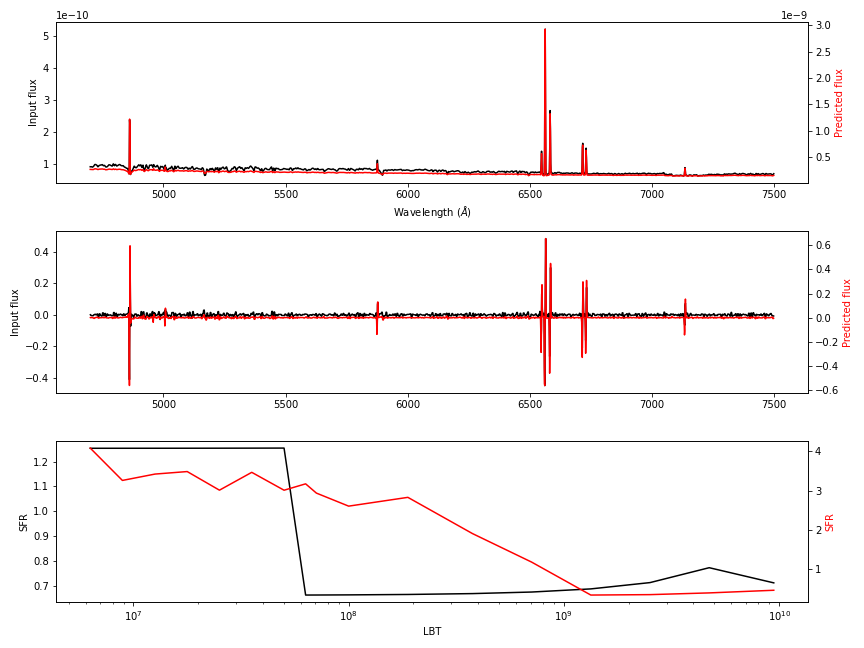 1e−10
1e−9
5
4
3
2
1
3.0
2.5
2.0
1.5
1.0
0.5
Input flux
Predicted flux
5000 5500 6000 6500 7000 7500
Wavelength (Å)
0.4
0.2
0.0
−0.2
−0.4
0.6
0.4
0.2
0.0
−0.2
−0.4
−0.6
Input flux
Predicted flux
5000 5500 6000 6500 7000 7500
1.2
1.1
1.0
0.9
0.8
0.7
4
3
2
1
SFR
SFR
10⁷ 10⁸ 10⁹ 10¹⁰
LBT